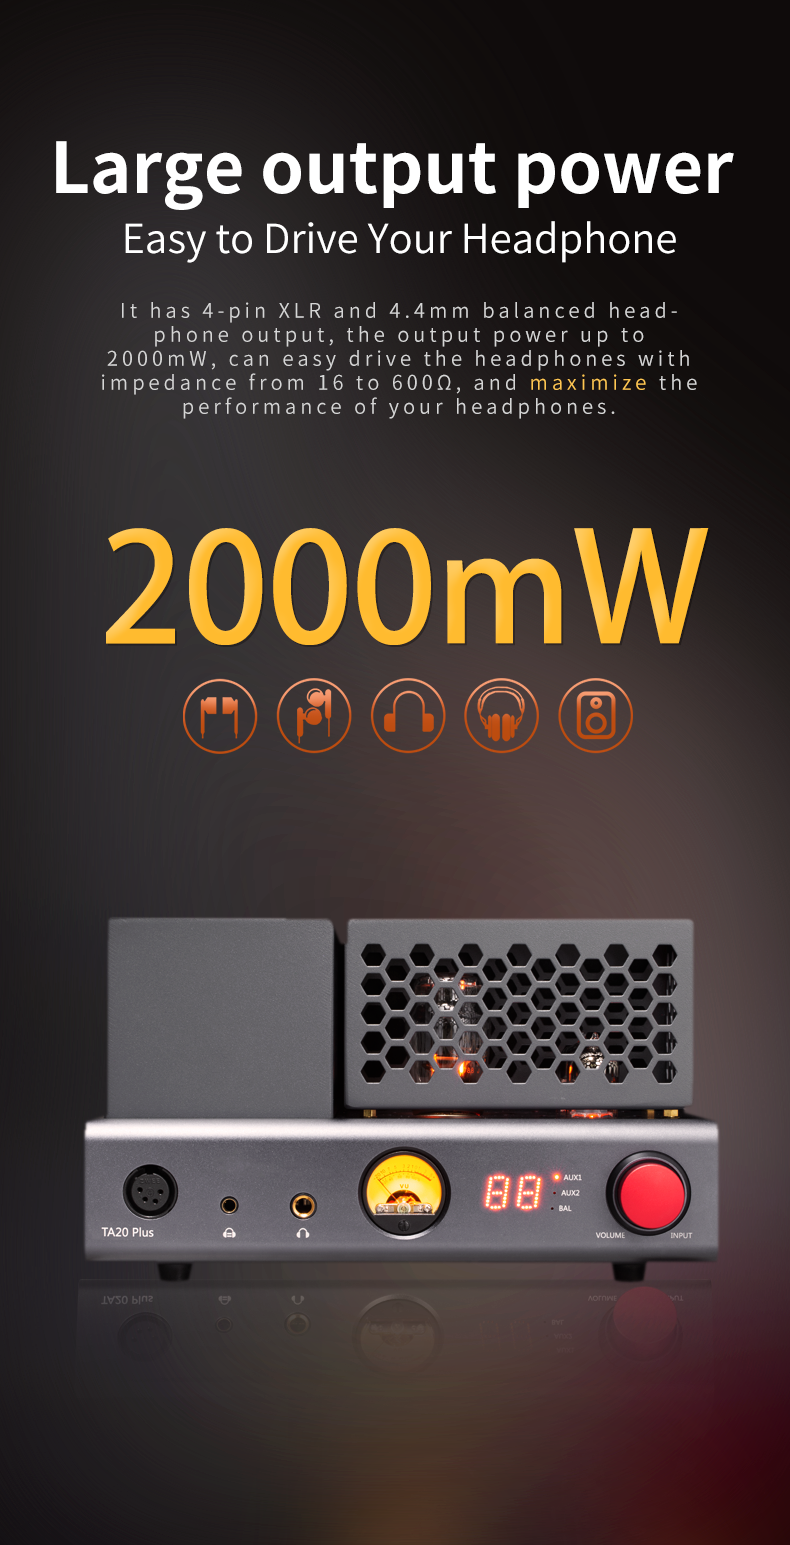 Large output power
Easy to Drive Your Headphone
It has 4-pin XLR and 4.4mm balanced head-
phone output, the output power up to
2000mW, can easy drive the headphones with
impedance from 16 to 600Ω, and maximize the
performance of your headphones.
2000mW
VU
88
AUX1
AUX2
BAL
TA20 Plus
VOLUME
INPUT